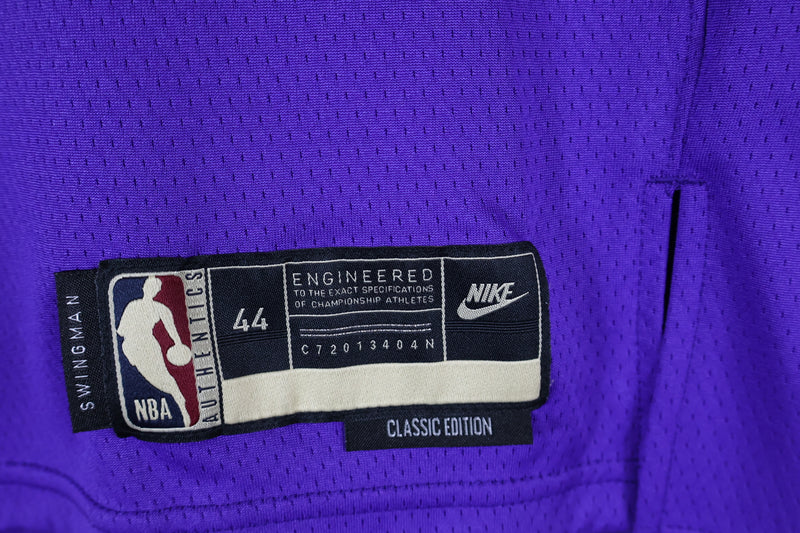 SWINGMAN
NBA
AUTHENTICS
44
ENGINEERED
TO THE EXACT SPECIFICATIONS
OF CHAMPIONSHIP ATHLETES
C72013404N
NIKE
CLASSIC EDITION